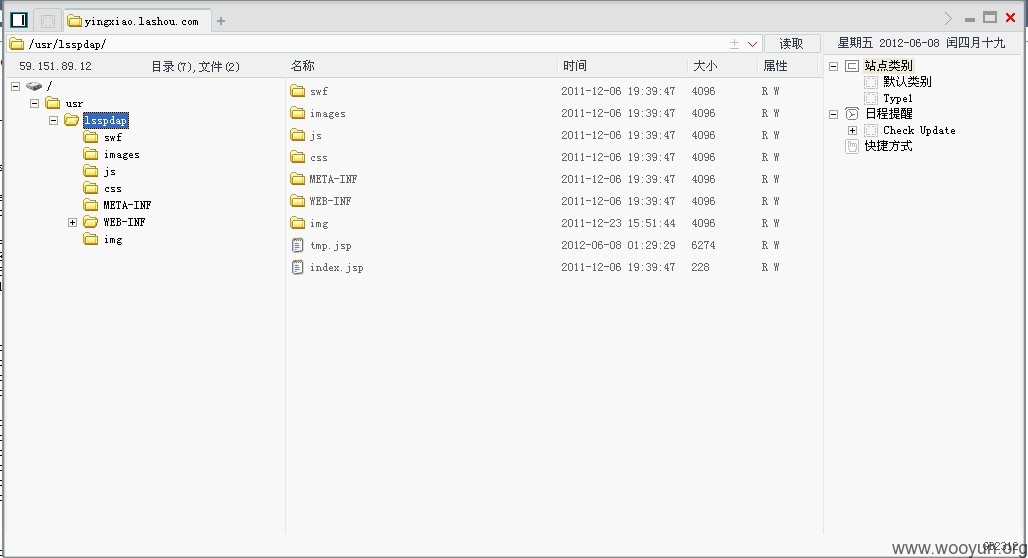 yingxiao.lashou.com
/usr/lsspdap/
读取
星期五 2012-06-08 闰四月十九
59.151.89.12
目录(7),文件(2)
名称 时间 大小 属性
/
usr
lsspdap
swf
images
js
css
META-INF
WEB-INF
img
swf 2011-12-06 19:39:47 4096 R W
images 2011-12-06 19:39:47 4096 R W
js 2011-12-06 19:39:47 4096 R W
css 2011-12-06 19:39:47 4096 R W
META-INF 2011-12-06 19:39:47 4096 R W
WEB-INF 2011-12-06 19:39:47 4096 R W
img 2011-12-23 15:51:44 4096 R W
tmp.jsp 2012-06-08 01:29:29 6274 R W
index.jsp 2011-12-06 19:39:47 228 R W
站点类别
默认类别
Type1
日程提醒
Check Update
快捷方式
GB2312
www.wooyun.org